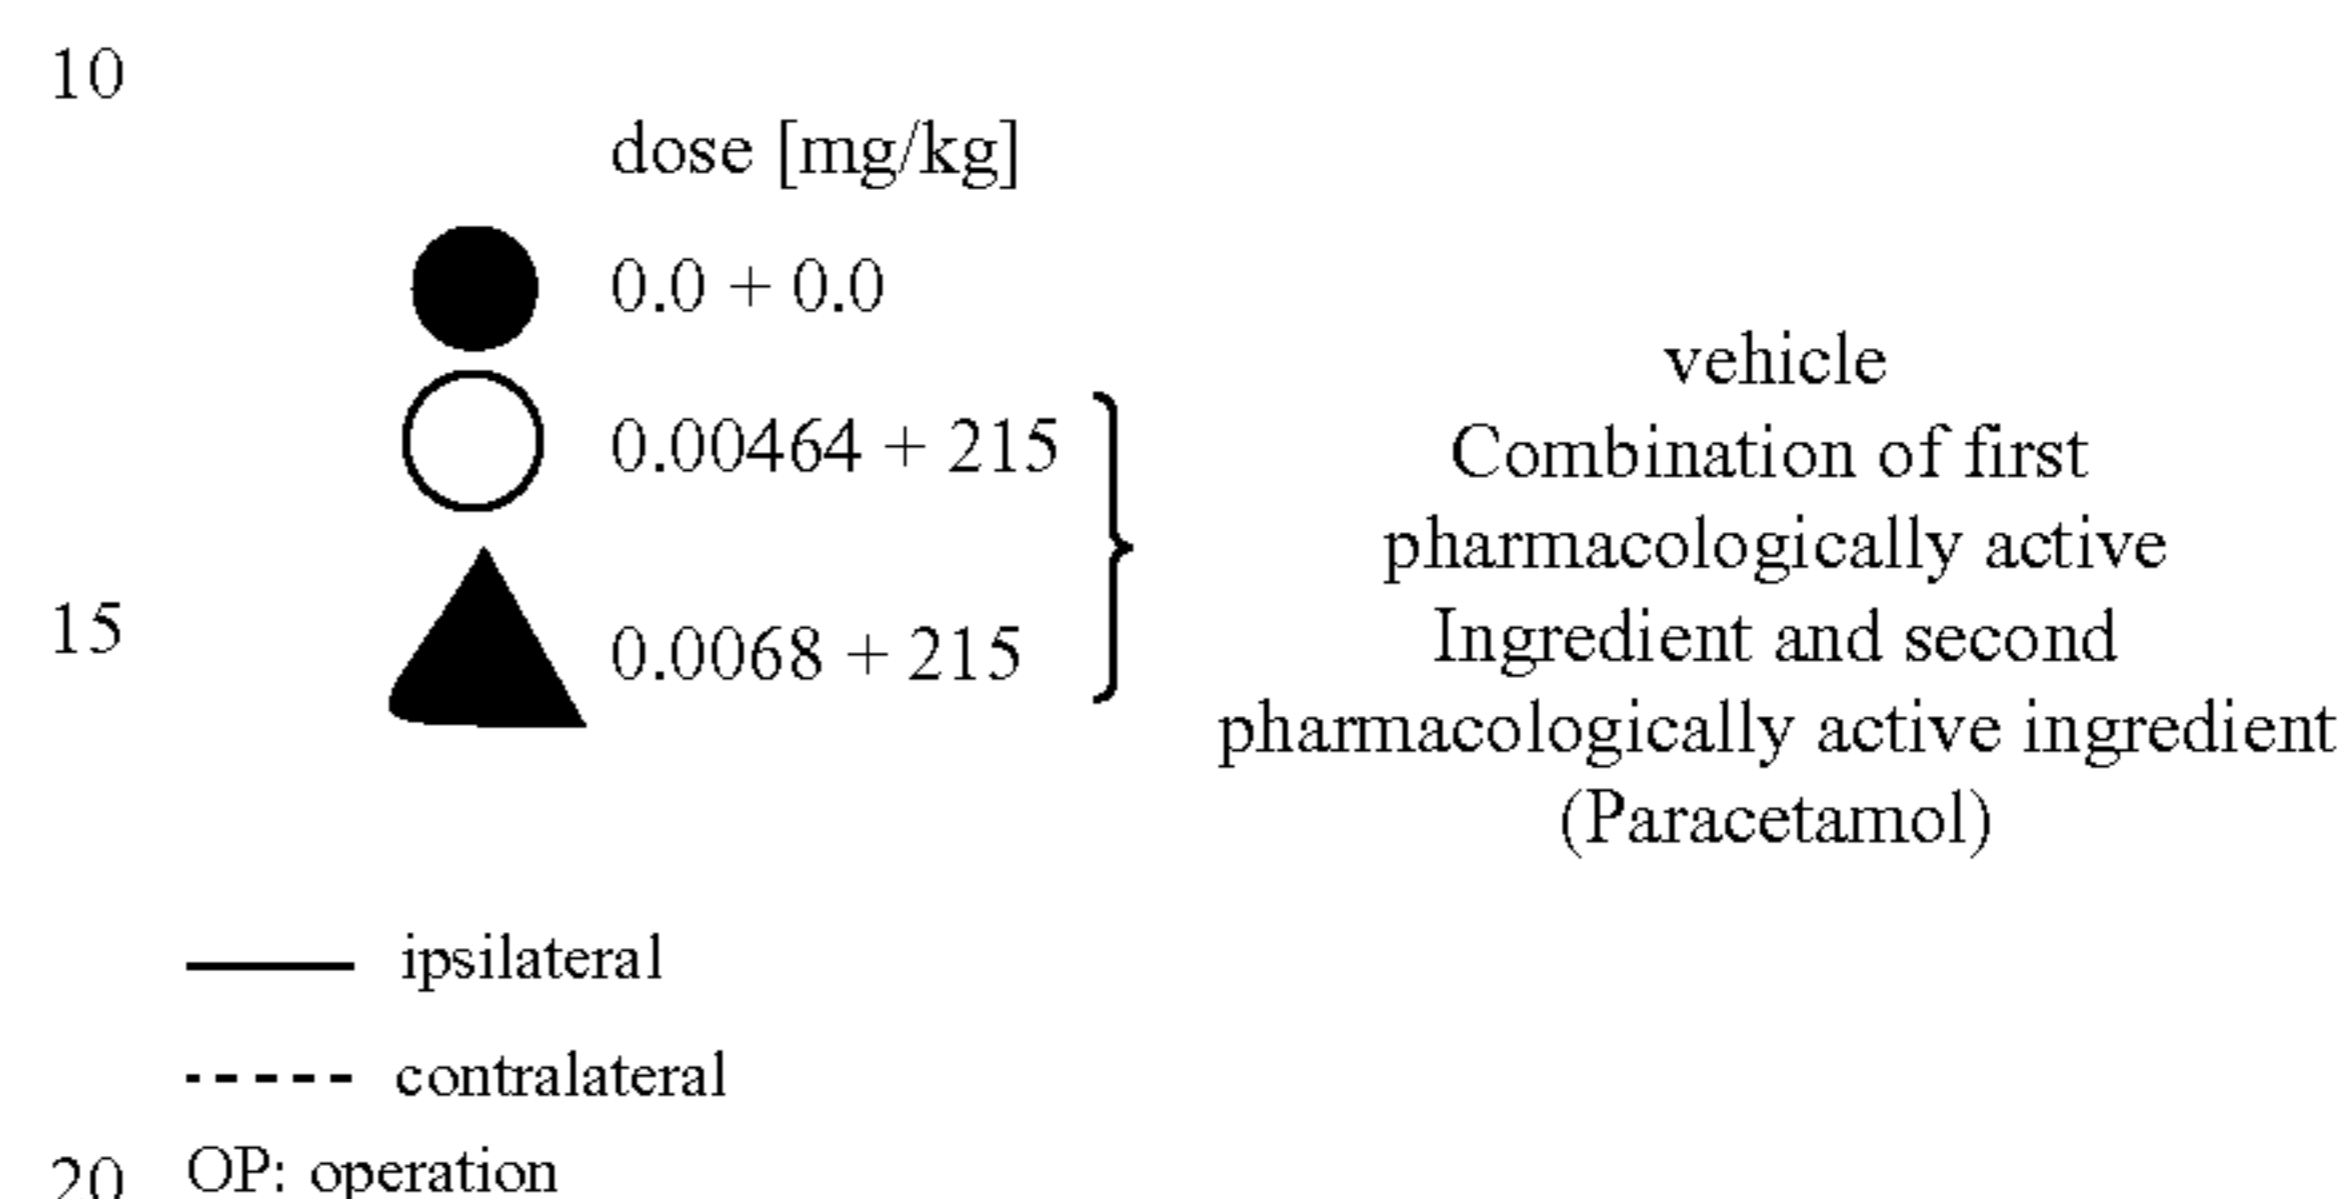 10
dose [mg/kg]
0.0 + 0.0
vehicle
0.00464 + 215
Combination of first
pharmacologically active
15
0.0068 + 215
Ingredient and second
pharmacologically active ingredient
(Paracetamol)
ipsilateral
contralateral
20 OP: operation